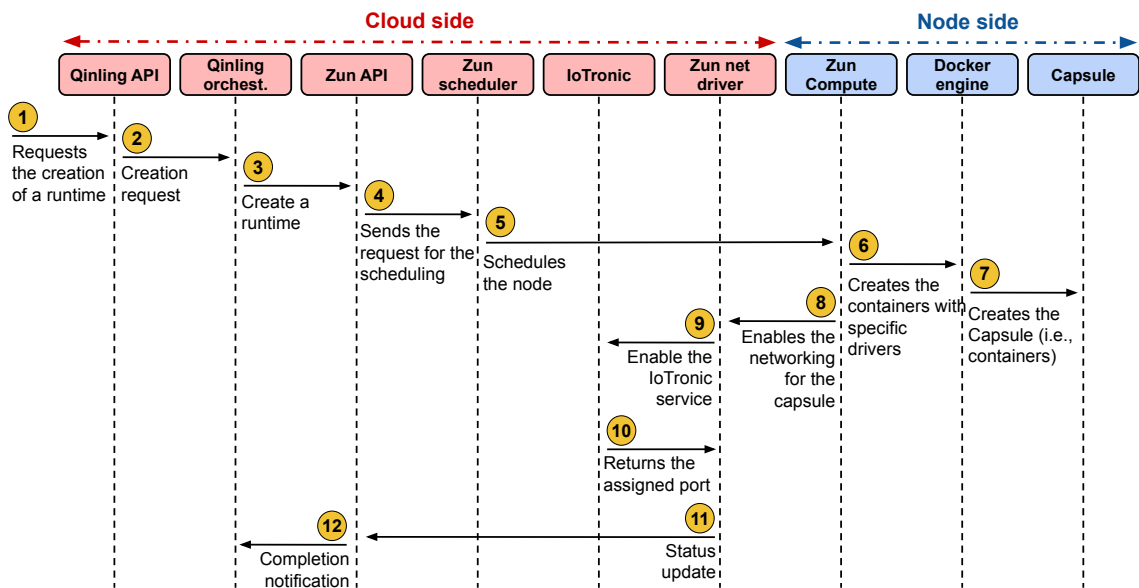 Cloud side
Node side
Qinling API
Qinling
orchest.
Zun API
Zun
scheduler
IoTronic
Zun net
driver
Zun
Compute
Docker
engine
Capsule
1
Requests
the creation
of a runtime
2
Creation
request
3
Create a
runtime
4
Sends the
request for the
scheduling
5
Schedules
the node
6
Creates the
containers with
specific
drivers
7
Creates the
Capsule (i.e.,
containers)
8
Enables the
networking
for the
capsule
9
Enable the
IoTronic
service
10
Returns the
assigned port
11
Status
update
12
Completion
notification